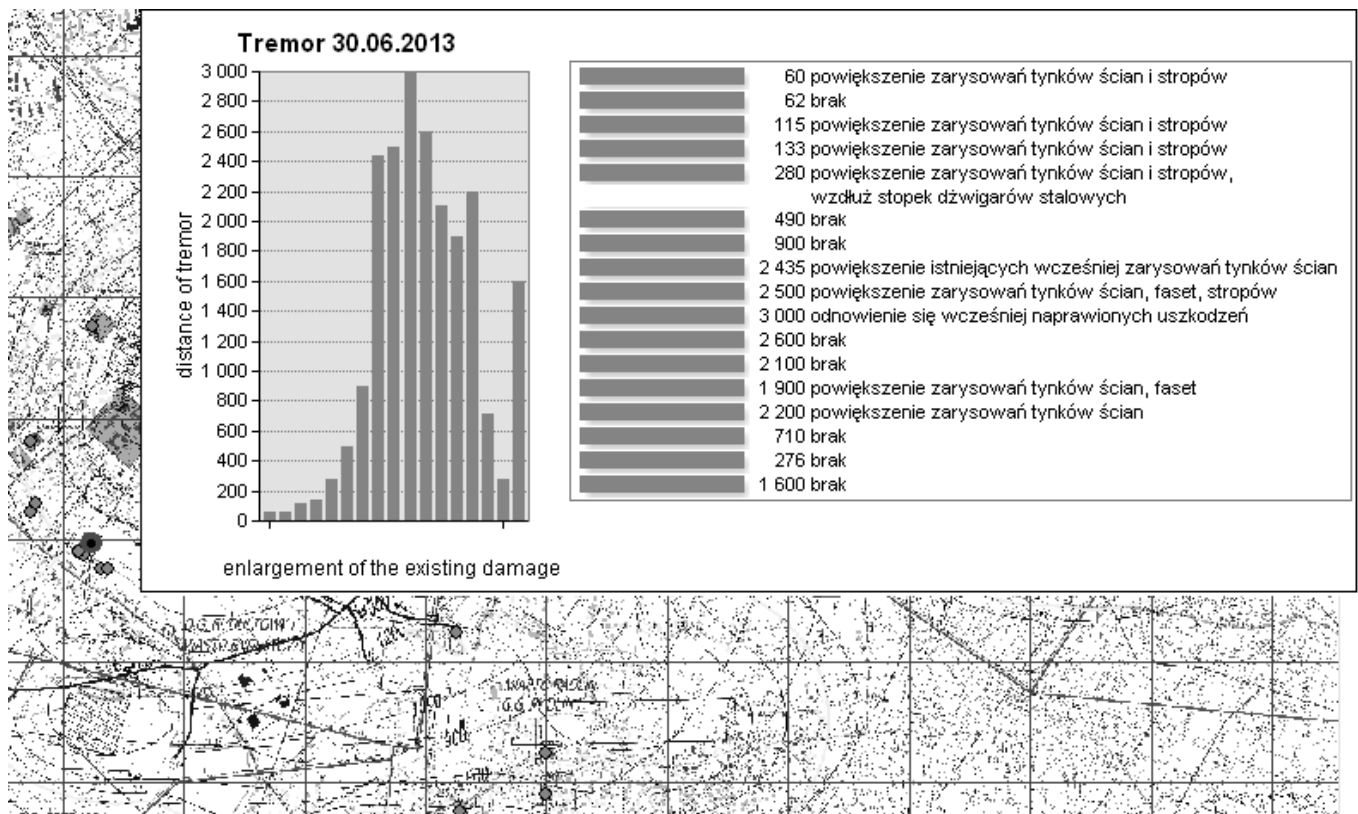 Tremor 30.06.2013
3 000
2 800
2 600
2 400
2 200
2 000
1 800
1 600
1 400
1 200
1 000
800
600
400
200
0
distance of tremor
enlargement of the existing damage
60 powiększenie zarysowań tynków ścian i stropów
62 brak
115 powiększenie zarysowań tynków ścian i stropów
133 powiększenie zarysowań tynków ścian i stropów
280 powiększenie zarysowań tynków ścian i stropów,
wzdłuż stopek dźwigarów stalowych
490 brak
900 brak
2 435 powiększenie istniejących wcześniej zarysowań tynków ścian
2 500 powiększenie zarysowań tynków ścian, faset, stropów
3 000 odnowienie się wcześniej naprawionych uszkodzeń
2 600 brak
2 100 brak
1 900 powiększenie zarysowań tynków ścian, faset
2 200 powiększenie zarysowań tynków ścian
710 brak
276 brak
1 600 brak